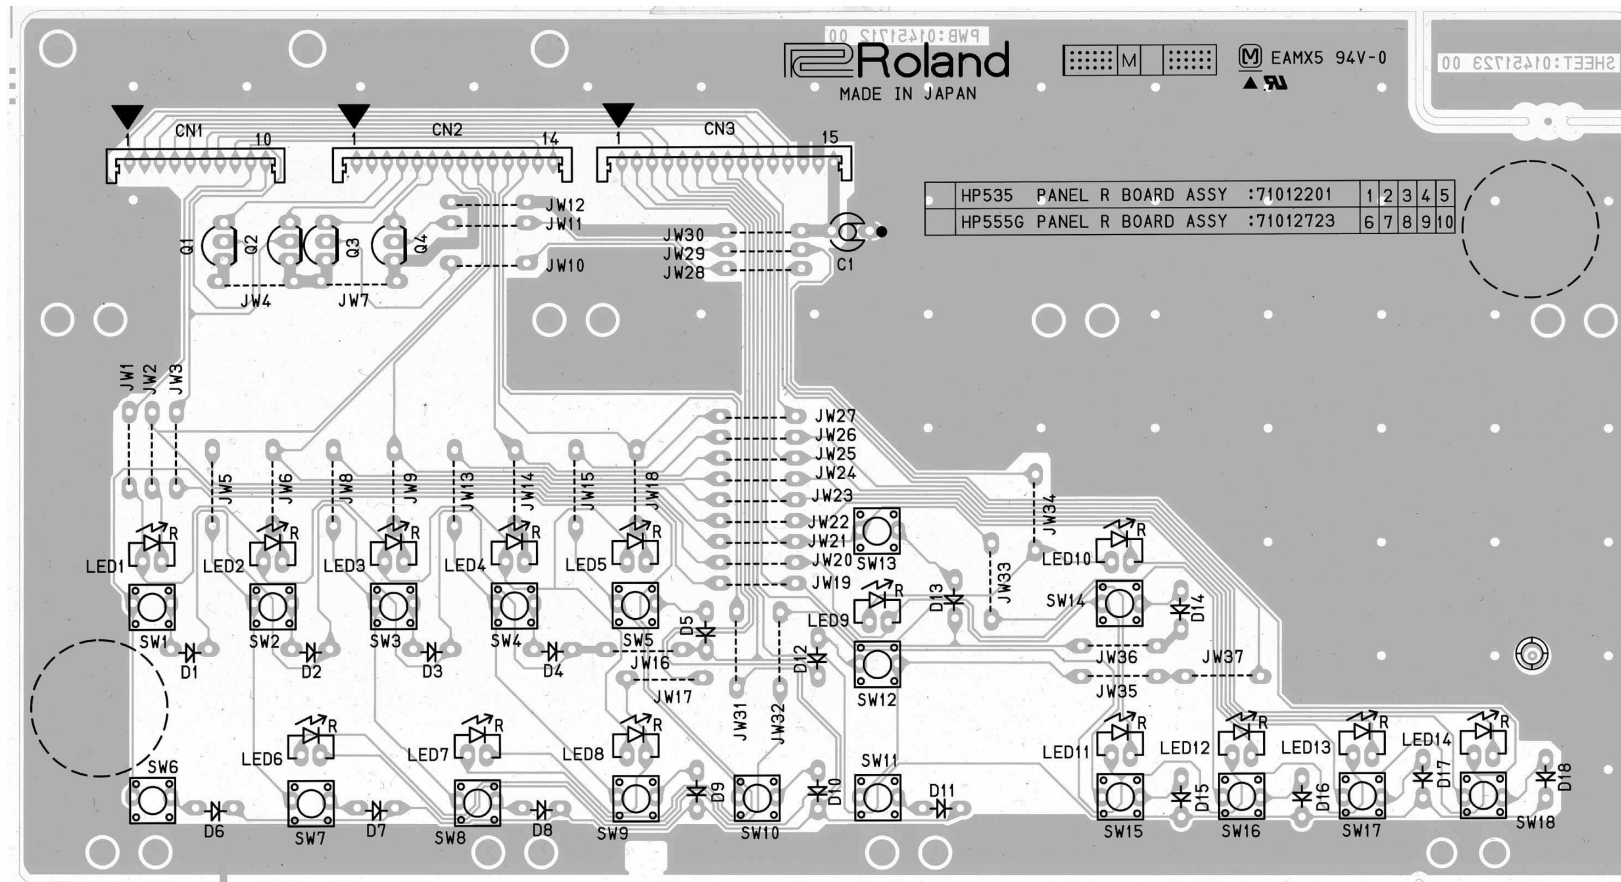 PWB:01451712 00
Roland
MADE IN JAPAN
M
M EAMX5 94V-0
SHEET:01451723 00
CN1
1 10
CN2
1 14
CN3
1 15
HP535 PANEL R BOARD ASSY :71012201 1 2 3 4 5
HP555G PANEL R BOARD ASSY :71012723 6 7 8 9 10
JW12
JW11
JW10
JW30
JW29
JW28
C1
Q1
Q2
Q3
Q4
JW4
JW7
JW1
JW2
JW3
JW27
JW26
JW25
JW24
JW23
JW22
JW21
JW20
JW19
JW5
JW6
JW8
JW9
JW13
JW14
JW15
JW18
JW34
JW33
LED1 R
LED2 R
LED3 R
LED4 R
LED5 R
SW13
LED9 R
D13
LED10 R
SW14
D14
SW1
D1
SW2
D2
SW3
D3
SW4
D4
SW5
D5
JW16
JW17
JW31
JW32
D12
SW12
JW36
JW35
JW37
LED6 R
LED7 R
LED8 R
LED11 R
LED12 R
LED13 R
LED14 R
SW6
D6
SW7
D7
SW8
D8
SW9
D9
SW10
D10
SW11
D11
SW15
D15
SW16
D16
SW17
D17
SW18
D18